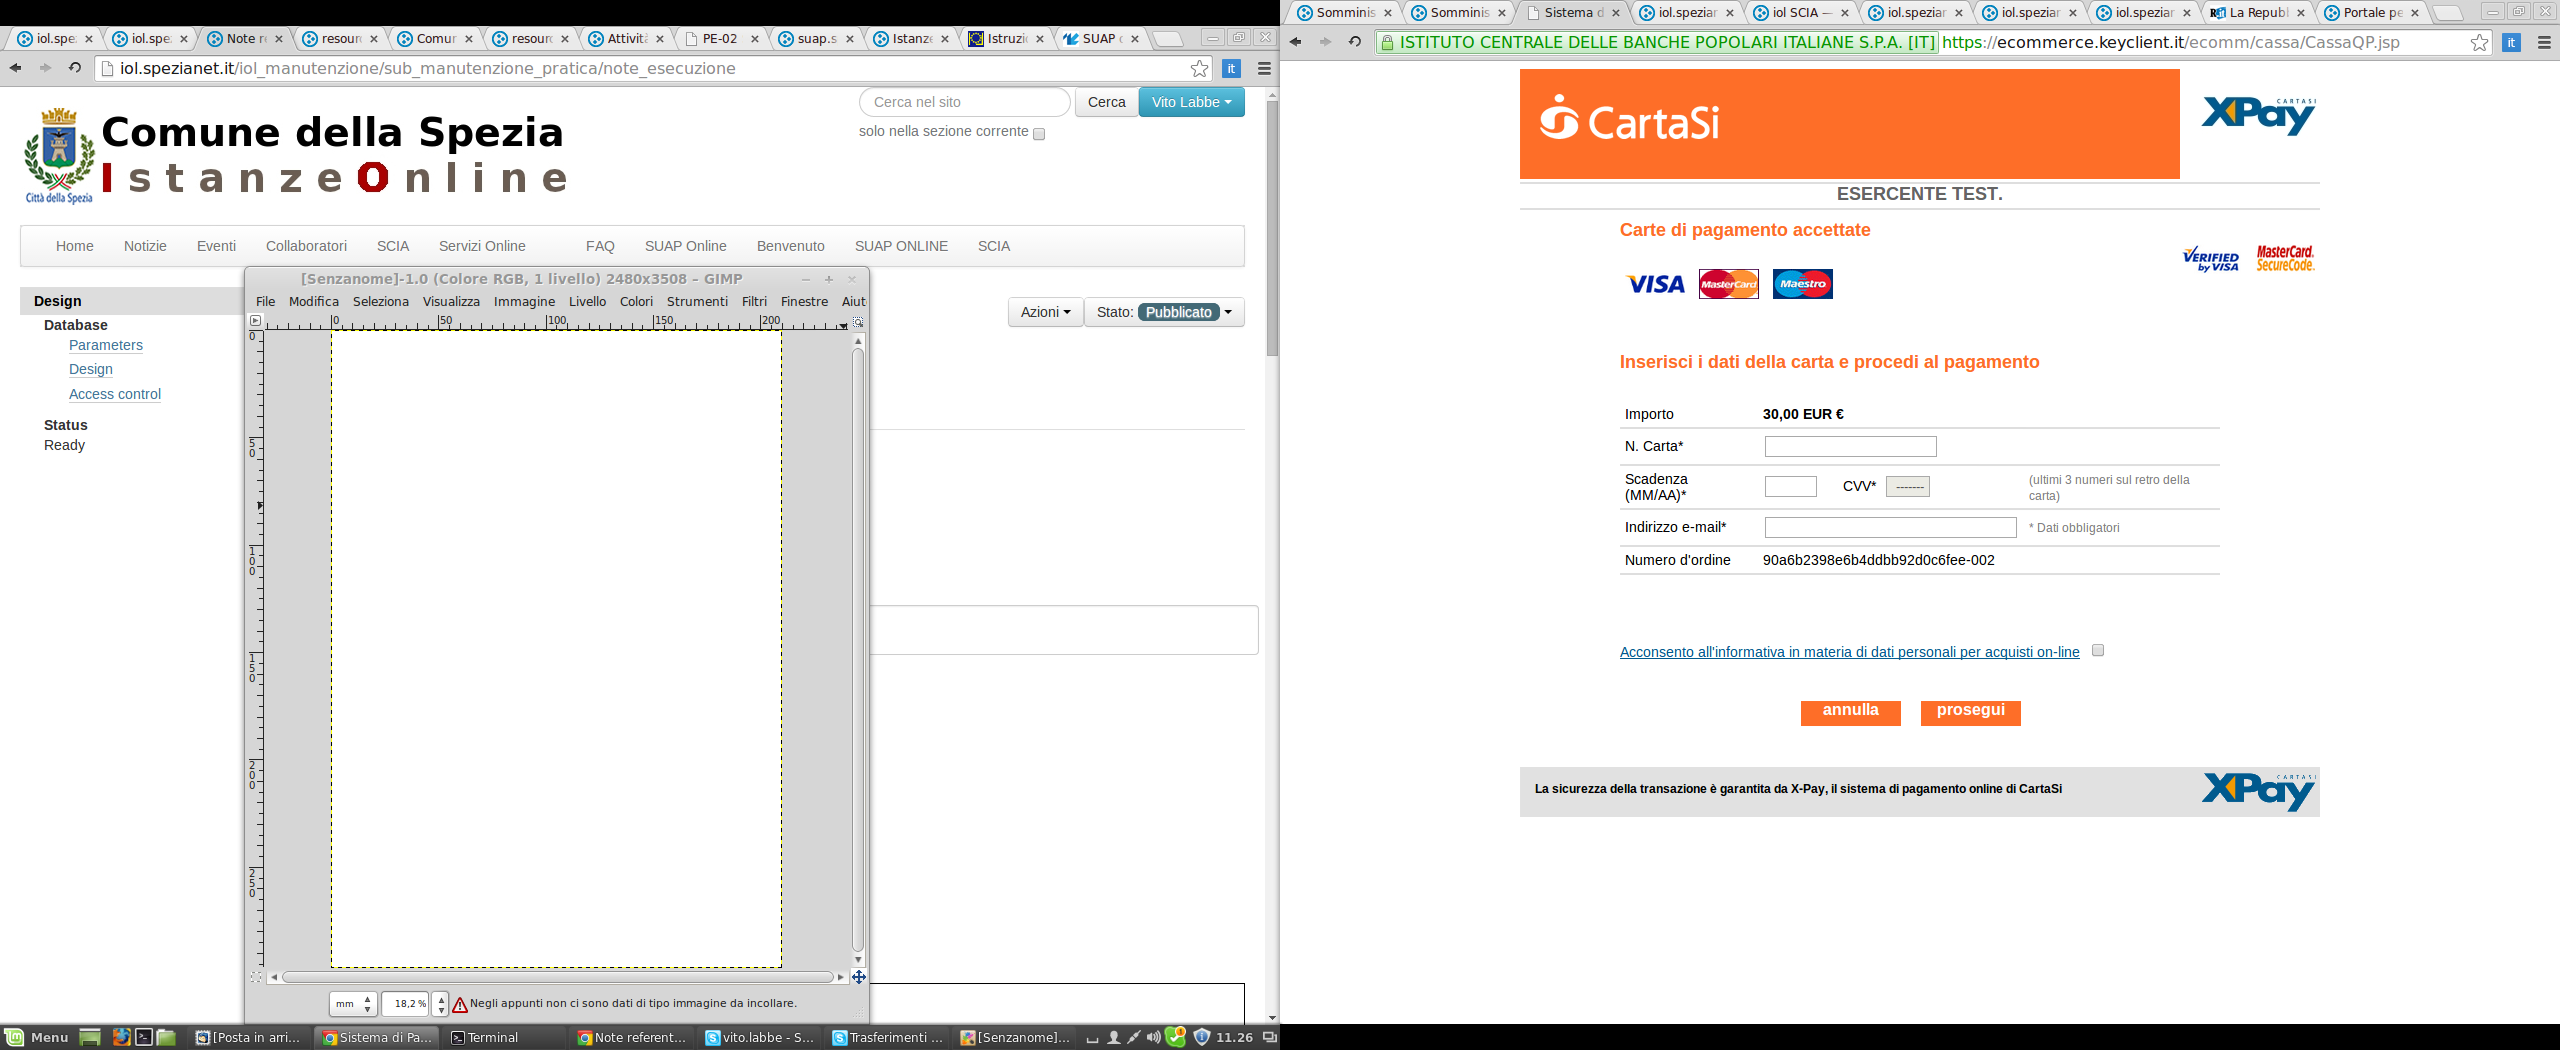 iol.spe
iol.spe
Note r
resour
Comur
resour
Attività
PE-02
suap.s
Istanze
Istruzi
SUAP
iol.spezianet.it/iol_manutenzione/sub_manutenzione_pratica/note_esecuzione
it
Comune della Spezia
IstanzeOnline
Città della Spezia
Cerca nel sito
Cerca
Vito Labbe
solo nella sezione corrente
Home Notizie Eventi Collaboratori SCIA Servizi Online FAQ SUAP Online Benvenuto SUAP ONLINE SCIA
Design
Database
Parameters
Design
Access control
Status
Ready
Azioni
Stato: Pubblicato
[Senzanome]-1.0 (Colore RGB, 1 livello) 2480x3508 – GIMP
File Modifica Seleziona Visualizza Immagine Livello Colori Strumenti Filtri Finestre Aiut
0 50 100 150 200
0
50
100
150
200
250
mm
18,2 %
Negli appunti non ci sono dati di tipo immagine da incollare.
Menu
[Posta in arri...
Sistema di Pa...
Terminal
Note referent...
vito.labbe - S...
Trasferimenti ...
[Senzanome]...
11.26
Somminis
Somminis
Sistema d
iol.speziar
iol SCIA —
iol.speziar
iol.speziar
iol.speziar
La Republ
Portale pe
ISTITUTO CENTRALE DELLE BANCHE POPOLARI ITALIANE S.P.A. [IT]
https://ecommerce.keyclient.it/ecomm/cassa/CassaQP.jsp
it
CartaSi
CARTASI
XPay
ESERCENTE TEST.
Carte di pagamento accettate
VISA
MasterCard
Maestro
VERIFIED
by VISA
MasterCard.
SecureCode.
Inserisci i dati della carta e procedi al pagamento
Importo 30,00 EUR €
N. Carta*
Scadenza
(MM/AA)*
CVV* -------
(ultimi 3 numeri sul retro della
carta)
Indirizzo e-mail*
* Dati obbligatori
Numero d'ordine 90a6b2398e6b4ddbb92d0c6fee-002
Acconsento all'informativa in materia di dati personali per acquisti on-line
annulla
prosegui
La sicurezza della transazione è garantita da X-Pay, il sistema di pagamento online di CartaSi
CARTASI
XPay